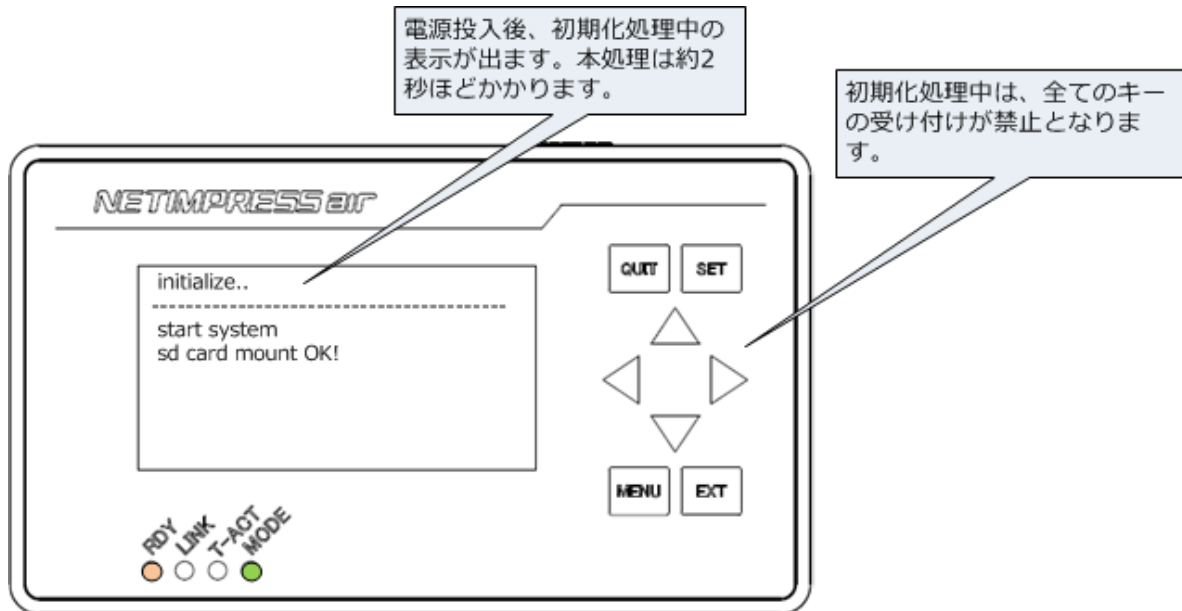 電源投入後、初期化処理中の
表示が出ます。本処理は約2
秒ほどかかります。
初期化処理中は、全てのキー
の受け付けが禁止となりま
す。
NETIMPRESS air
initialize..
----------------------------------------
start system
sd card mount OK!
QUIT SET
MENU EXT
RDY LINK T-ACT MODE